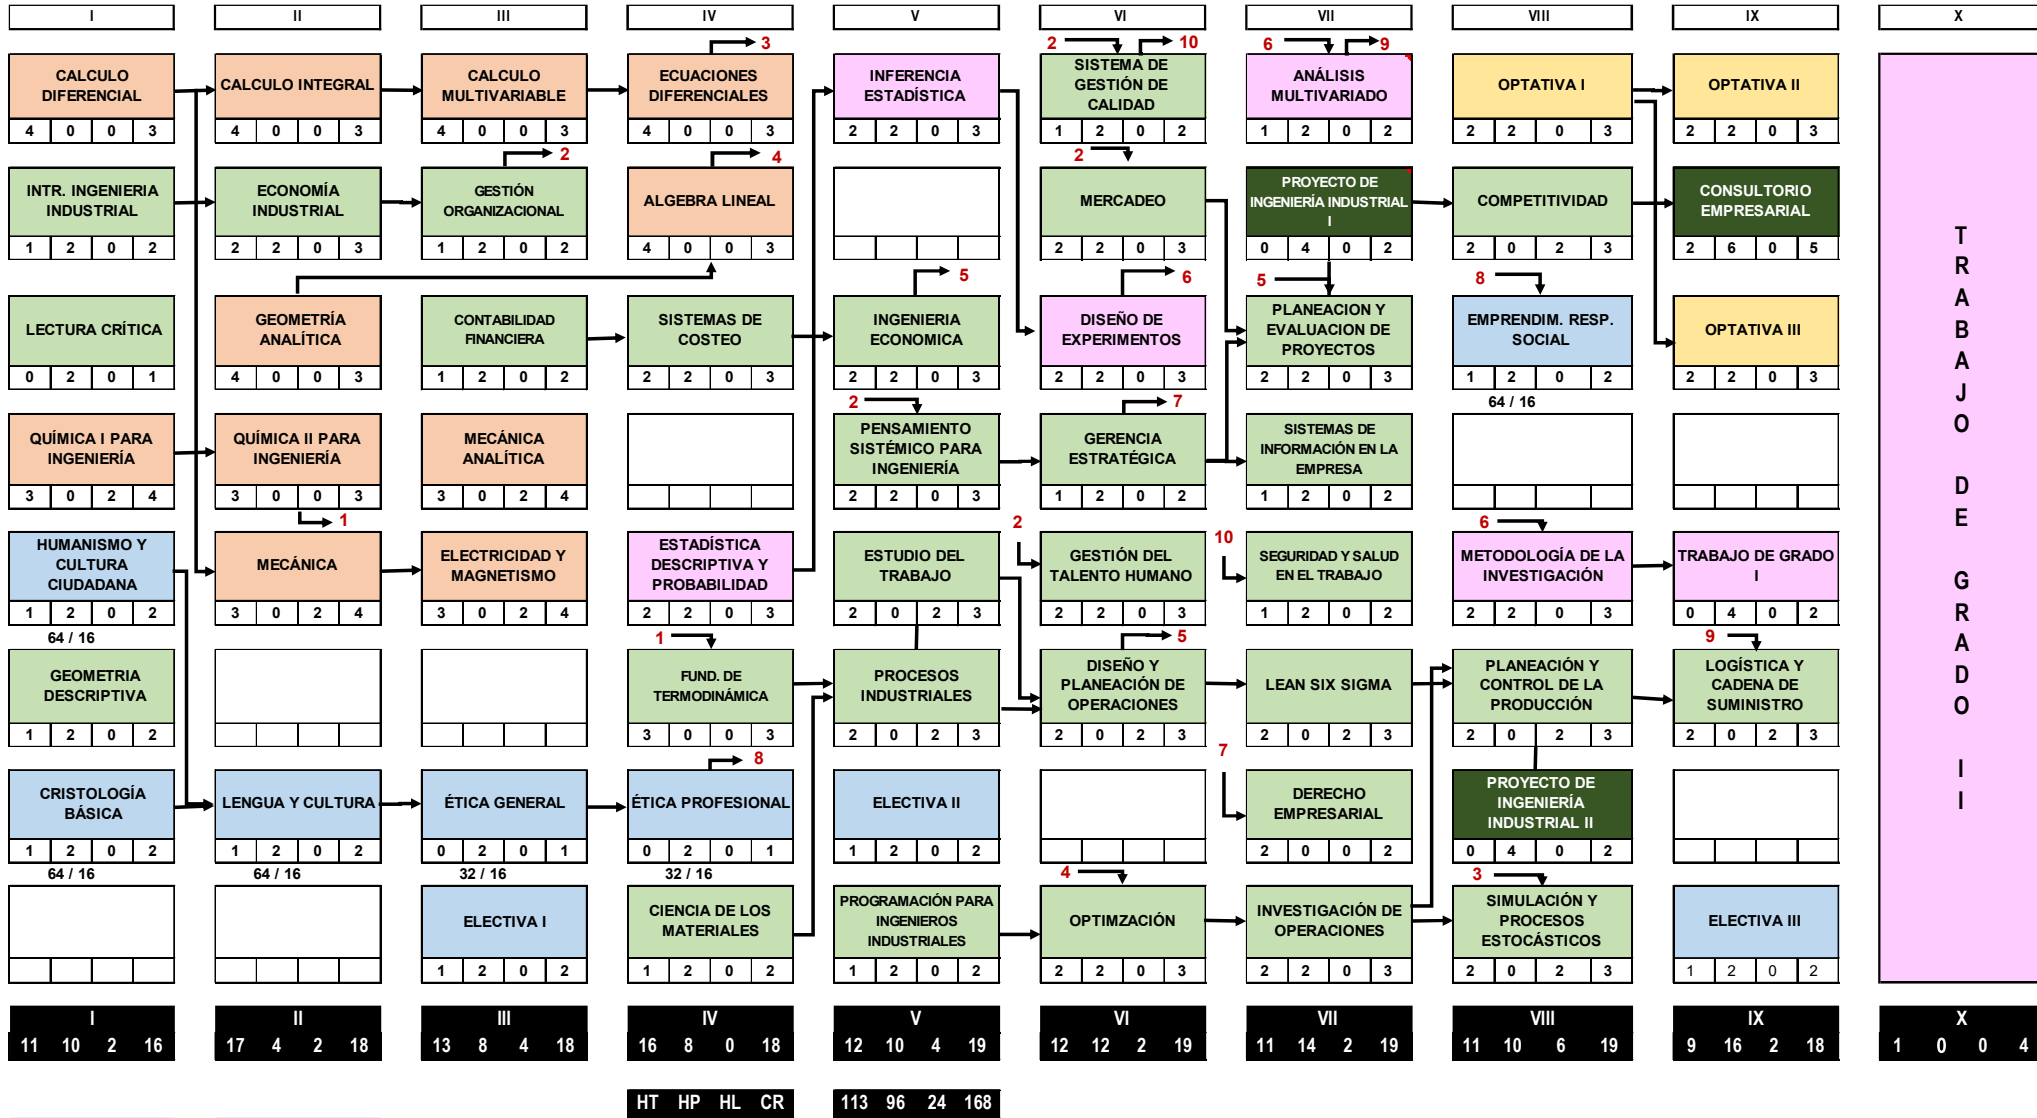 I II III IV V VI VII VIII IX X
3 2 10 6 9
CALCULO DIFERENCIAL
4 0 0 3
CALCULO INTEGRAL
4 0 0 3
CALCULO MULTIVARIABLE
4 0 0 3
ECUACIONES DIFERENCIALES
4 0 0 3
INFERENCIA ESTADÍSTICA
2 2 0 3
SISTEMA DE GESTIÓN DE CALIDAD
1 2 0 2
ANÁLISIS MULTIVARIADO
1 2 0 2
OPTATIVA I
2 2 0 3
OPTATIVA II
2 2 0 3
2 4 2
INTR. INGENIERIA INDUSTRIAL
1 2 0 2
ECONOMÍA INDUSTRIAL
2 2 0 3
GESTIÓN ORGANIZACIONAL
1 2 0 2
ALGEBRA LINEAL
4 0 0 3
MERCADEO
2 2 0 3
PROYECTO DE INGENIERÍA INDUSTRIAL I
0 4 0 2
COMPETITIVIDAD
2 0 2 3
CONSULTORIO EMPRESARIAL
2 6 0 5
5 6 5 8
LECTURA CRÍTICA
0 2 0 1
GEOMETRÍA ANALÍTICA
4 0 0 3
CONTABILIDAD FINANCIERA
1 2 0 2
SISTEMAS DE COSTEO
2 2 0 3
INGENIERIA ECONOMICA
2 2 0 3
DISEÑO DE EXPERIMENTOS
2 2 0 3
PLANEACION Y EVALUACION DE PROYECTOS
2 2 0 3
EMPRENDIM. RESP. SOCIAL
1 2 0 2
64 / 16
OPTATIVA III
2 2 0 3
2 7
QUÍMICA I PARA INGENIERÍA
3 0 2 4
QUÍMICA II PARA INGENIERÍA
3 0 0 3
1
MECÁNICA ANALÍTICA
3 0 2 4
PENSAMIENTO SISTÉMICO PARA INGENIERÍA
2 2 0 3
GERENCIA ESTRATÉGICA
1 2 0 2
SISTEMAS DE INFORMACIÓN EN LA EMPRESA
1 2 0 2
2 10 6
HUMANISMO Y CULTURA CIUDADANA
1 2 0 2
64 / 16
MECÁNICA
3 0 2 4
ELECTRICIDAD Y MAGNETISMO
3 0 2 4
ESTADÍSTICA DESCRIPTIVA Y PROBABILIDAD
2 2 0 3
ESTUDIO DEL TRABAJO
2 0 2 3
GESTIÓN DEL TALENTO HUMANO
2 2 0 3
SEGURIDAD Y SALUD EN EL TRABAJO
1 2 0 2
METODOLOGÍA DE LA INVESTIGACIÓN
2 2 0 3
TRABAJO DE GRADO I
0 4 0 2
1 5 9
GEOMETRIA DESCRIPTIVA
1 2 0 2
FUND. DE TERMODINÁMICA
3 0 0 3
PROCESOS INDUSTRIALES
2 0 2 3
DISEÑO Y PLANEACIÓN DE OPERACIONES
2 0 2 3
LEAN SIX SIGMA
2 0 2 3
PLANEACIÓN Y CONTROL DE LA PRODUCCIÓN
2 0 2 3
LOGÍSTICA Y CADENA DE SUMINISTRO
2 0 2 3
8 7
CRISTOLOGÍA BÁSICA
1 2 0 2
64 / 16
LENGUA Y CULTURA
1 2 0 2
64 / 16
ÉTICA GENERAL
0 2 0 1
32 / 16
ÉTICA PROFESIONAL
0 2 0 1
32 / 16
ELECTIVA II
1 2 0 2
DERECHO EMPRESARIAL
2 0 0 2
PROYECTO DE INGENIERÍA INDUSTRIAL II
0 4 0 2
4 3
ELECTIVA I
1 2 0 2
CIENCIA DE LOS MATERIALES
1 2 0 2
PROGRAMACIÓN PARA INGENIEROS INDUSTRIALES
1 2 0 2
OPTIMZACIÓN
2 2 0 3
INVESTIGACIÓN DE OPERACIONES
2 2 0 3
SIMULACIÓN Y PROCESOS ESTOCÁSTICOS
2 0 2 3
ELECTIVA III
1 2 0 2
TRABAJO DE GRADO II
I II III IV V VI VII VIII IX X
11 10 2 16 17 4 2 18 13 8 4 18 16 8 0 18 12 10 4 19 12 12 2 19 11 14 2 19 11 10 6 19 9 16 2 18 1 0 0 4
HT HP HL CR 113 96 24 168